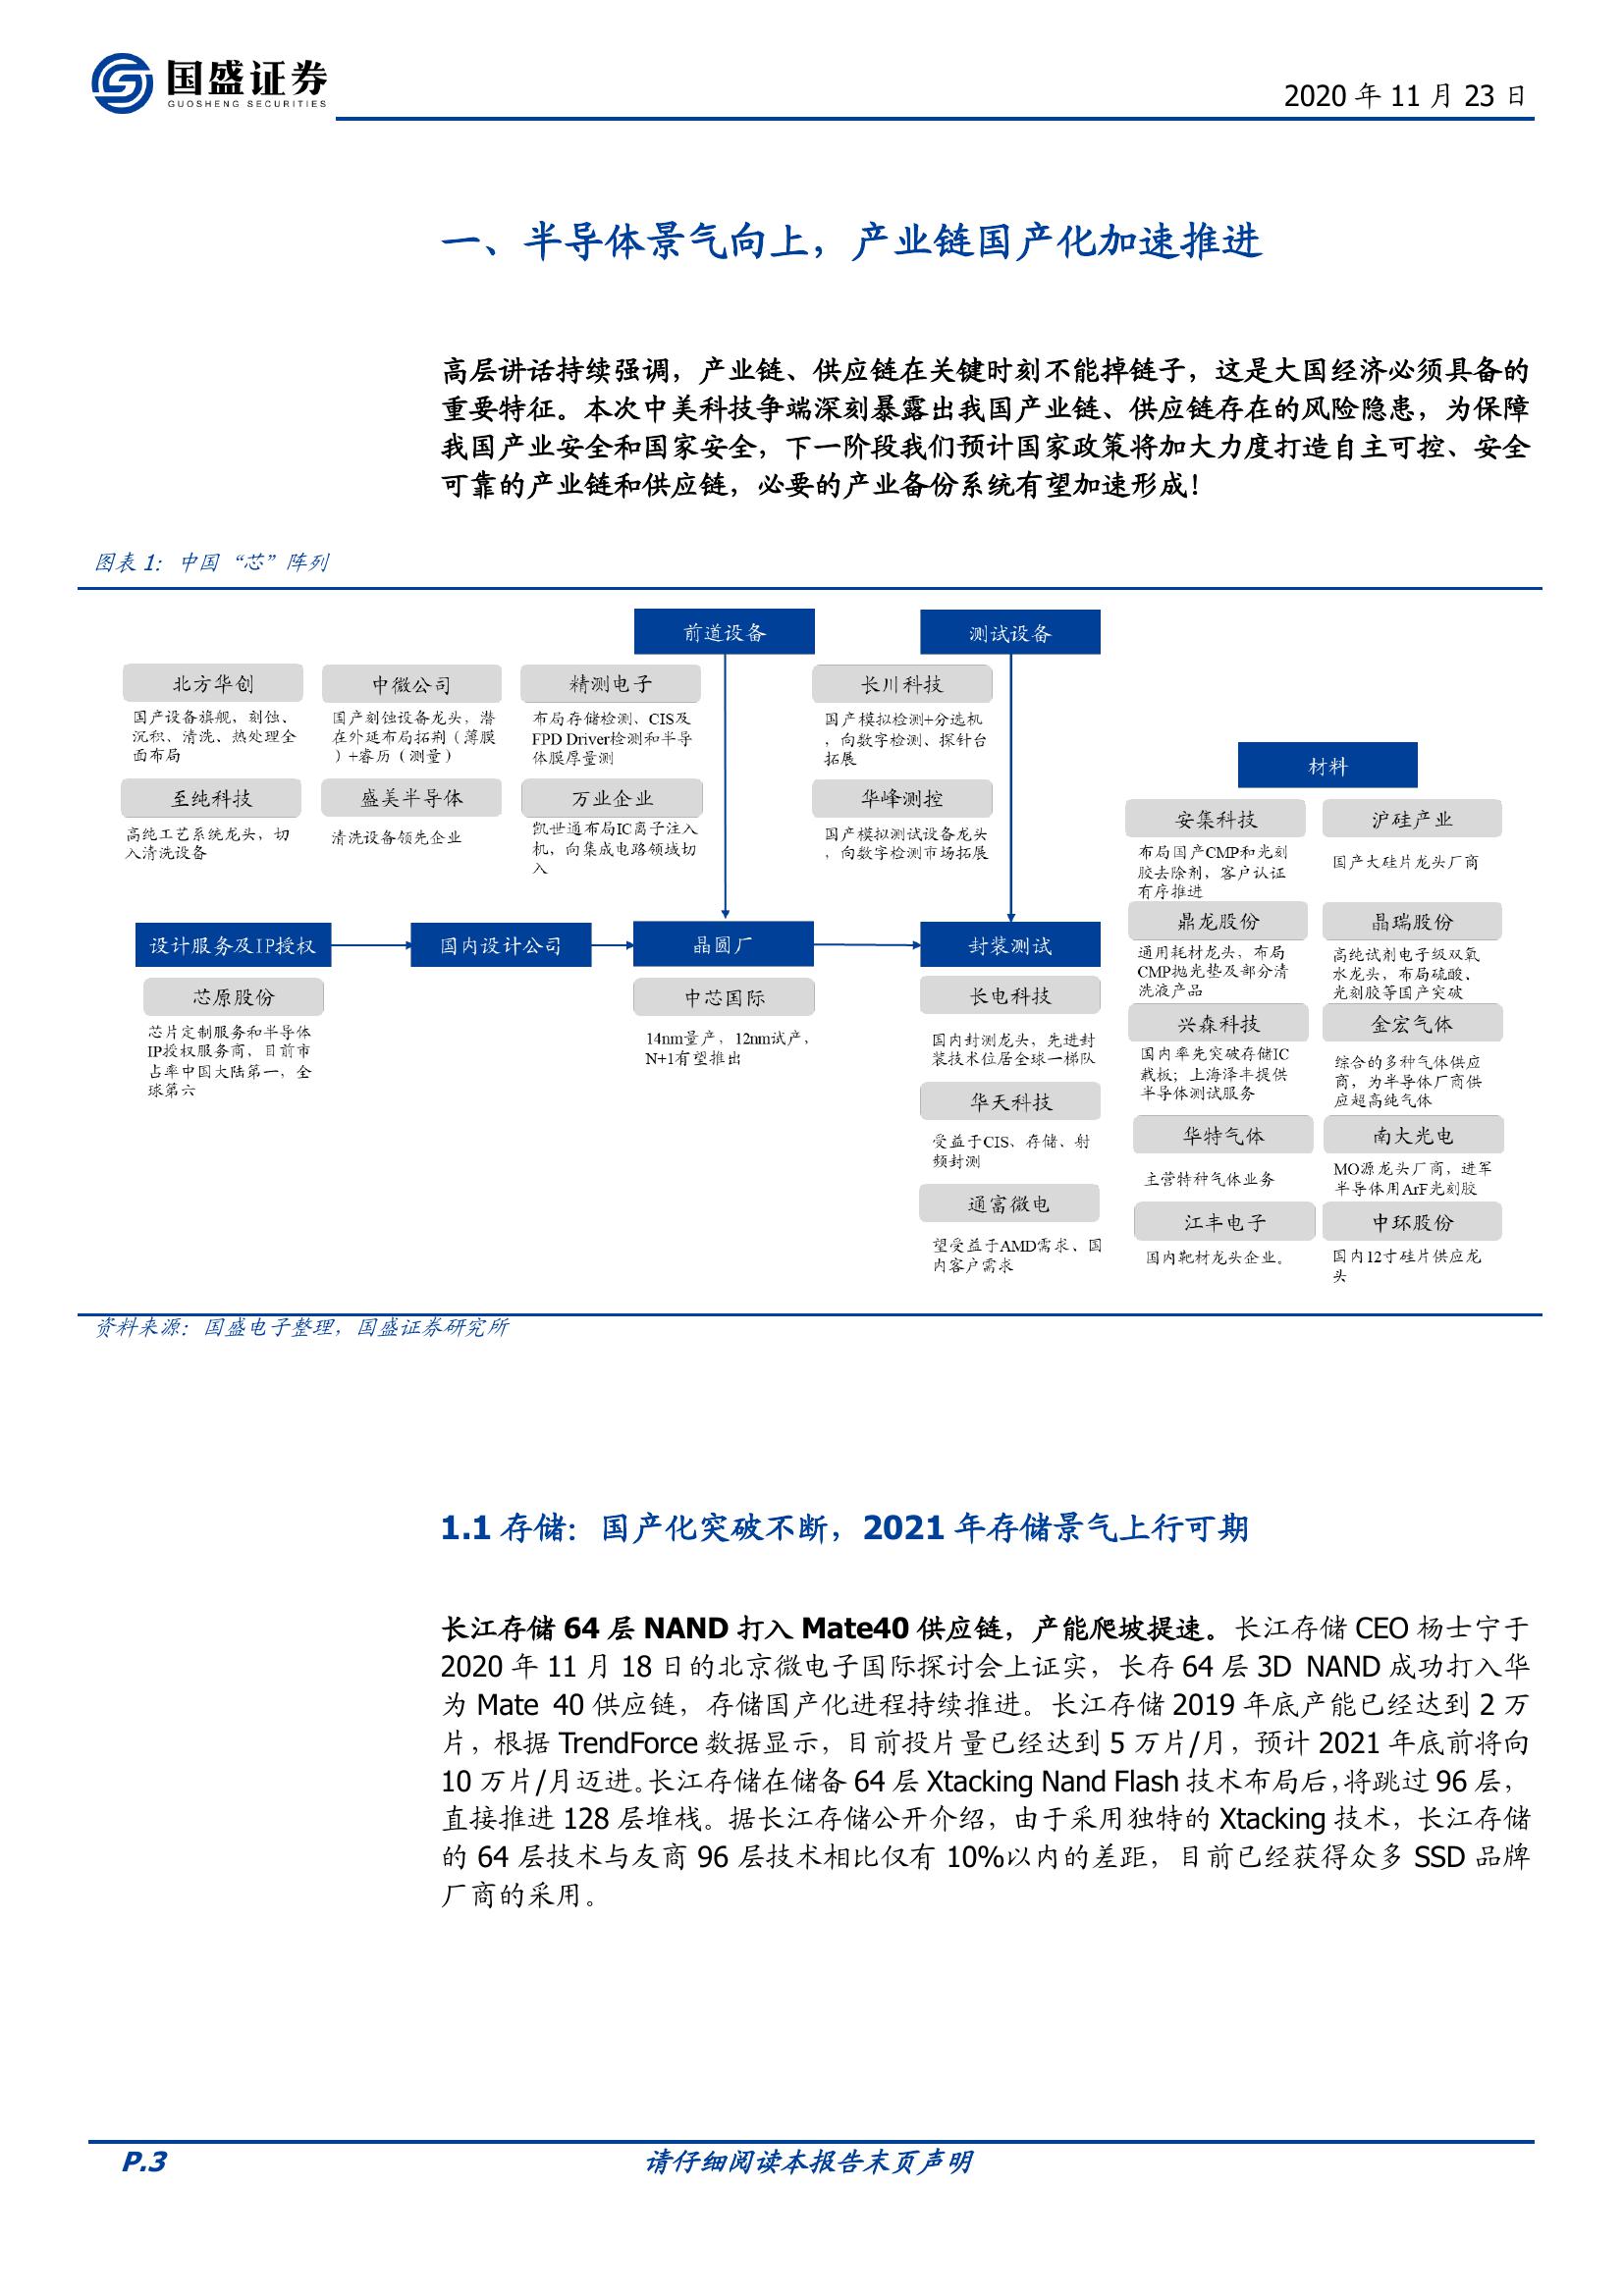 国盛证券
GUOSHENG SECURITIES
2020 年 11 月 23 日
一、半导体景气向上，产业链国产化加速推进
高层讲话持续强调，产业链、供应链在关键时刻不能掉链子，这是大国经济必须具备的
重要特征。本次中美科技争端深刻暴露出我国产业链、供应链存在的风险隐患，为保障
我国产业安全和国家安全，下一阶段我们预计国家政策将加大力度打造自主可控、安全
可靠的产业链和供应链，必要的产业备份系统有望加速形成！
图表 1：中国“芯”阵列
前道设备
测试设备
北方华创
国产设备旗舰，刻蚀、
沉积、清洗、热处理全
面布局
中微公司
国产刻蚀设备龙头，潜
在外延布局拓荆（薄膜
）+睿历（测量）
精测电子
布局存储检测、CIS及
FPD Driver检测和半导
体膜厚量测
长川科技
国产模拟检测+分选机
，向数字检测、探针台
拓展
至纯科技
高纯工艺系统龙头，切
入清洗设备
盛美半导体
清洗设备领先企业
万业企业
凯世通布局IC离子注入
机，向集成电路领域切
入
华峰测控
国产模拟测试设备龙头
，向数字检测市场拓展
设计服务及IP授权
国内设计公司
晶圆厂
封装测试
芯原股份
芯片定制服务和半导体
IP授权服务商，目前市
占率中国大陆第一，全
球第六
中芯国际
14nm量产，12nm试产，
N+1有望推出
长电科技
国内封测龙头，先进封
装技术位居全球一梯队
华天科技
受益于CIS、存储、射
频封测
通富微电
望受益于AMD需求、国
内客户需求
材料
安集科技
布局国产CMP和光刻
胶去除剂，客户认证
有序推进
沪硅产业
国产大硅片龙头厂商
鼎龙股份
通用耗材龙头，布局
CMP抛光垫及部分清
洗液产品
晶瑞股份
高纯试剂电子级双氧
水龙头，布局硫酸、
光刻胶等国产突破
兴森科技
国内率先突破存储IC
载板；上海泽丰提供
半导体测试服务
金宏气体
综合的多种气体供应
商，为半导体厂商供
应超高纯气体
华特气体
主营特种气体业务
南大光电
MO源龙头厂商，进军
半导体用ArF光刻胶
江丰电子
国内靶材龙头企业。
中环股份
国内12寸硅片供应龙
头
资料来源：国盛电子整理，国盛证券研究所
1.1 存储：国产化突破不断，2021 年存储景气上行可期
长江存储 64 层 NAND 打入 Mate40 供应链，产能爬坡提速。长江存储 CEO 杨士宁于
2020 年 11 月 18 日的北京微电子国际探讨会上证实，长存 64 层 3D NAND 成功打入华
为 Mate 40 供应链，存储国产化进程持续推进。长江存储 2019 年底产能已经达到 2 万
片，根据 TrendForce 数据显示，目前投片量已经达到 5 万片/月，预计 2021 年底前将向
10 万片/月迈进。长江存储在储备 64 层 Xtacking Nand Flash 技术布局后，将跳过 96 层，
直接推进 128 层堆栈。据长江存储公开介绍，由于采用独特的 Xtacking 技术，长江存储
的 64 层技术与友商 96 层技术相比仅有 10%以内的差距，目前已经获得众多 SSD 品牌
厂商的采用。
P.3
请仔细阅读本报告末页声明